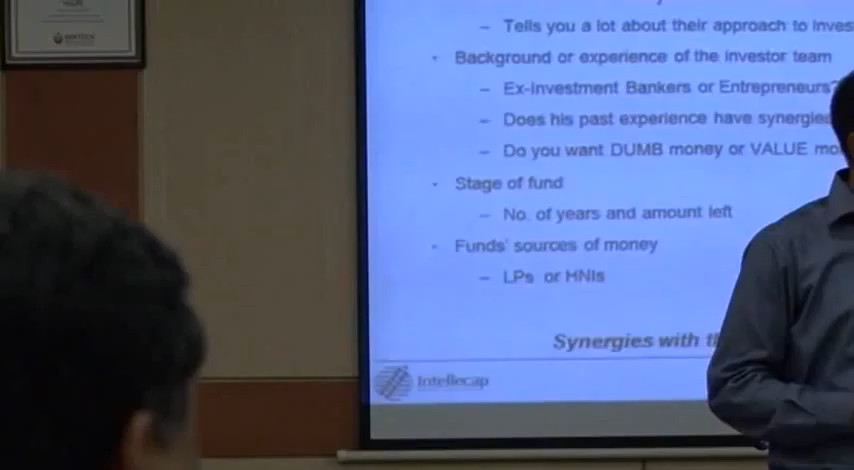 – Tells you a lot about their approach to Inves
• Background or experience of the investor team
– Ex-Investment Bankers or Entrepreneurs?
– Does his past experience have synergies
– Do you want DUMB money or VALUE mo
• Stage of fund
– No. of years and amount left
• Funds' sources of money
– LPs or HNIs
Synergies with th
Intellecap